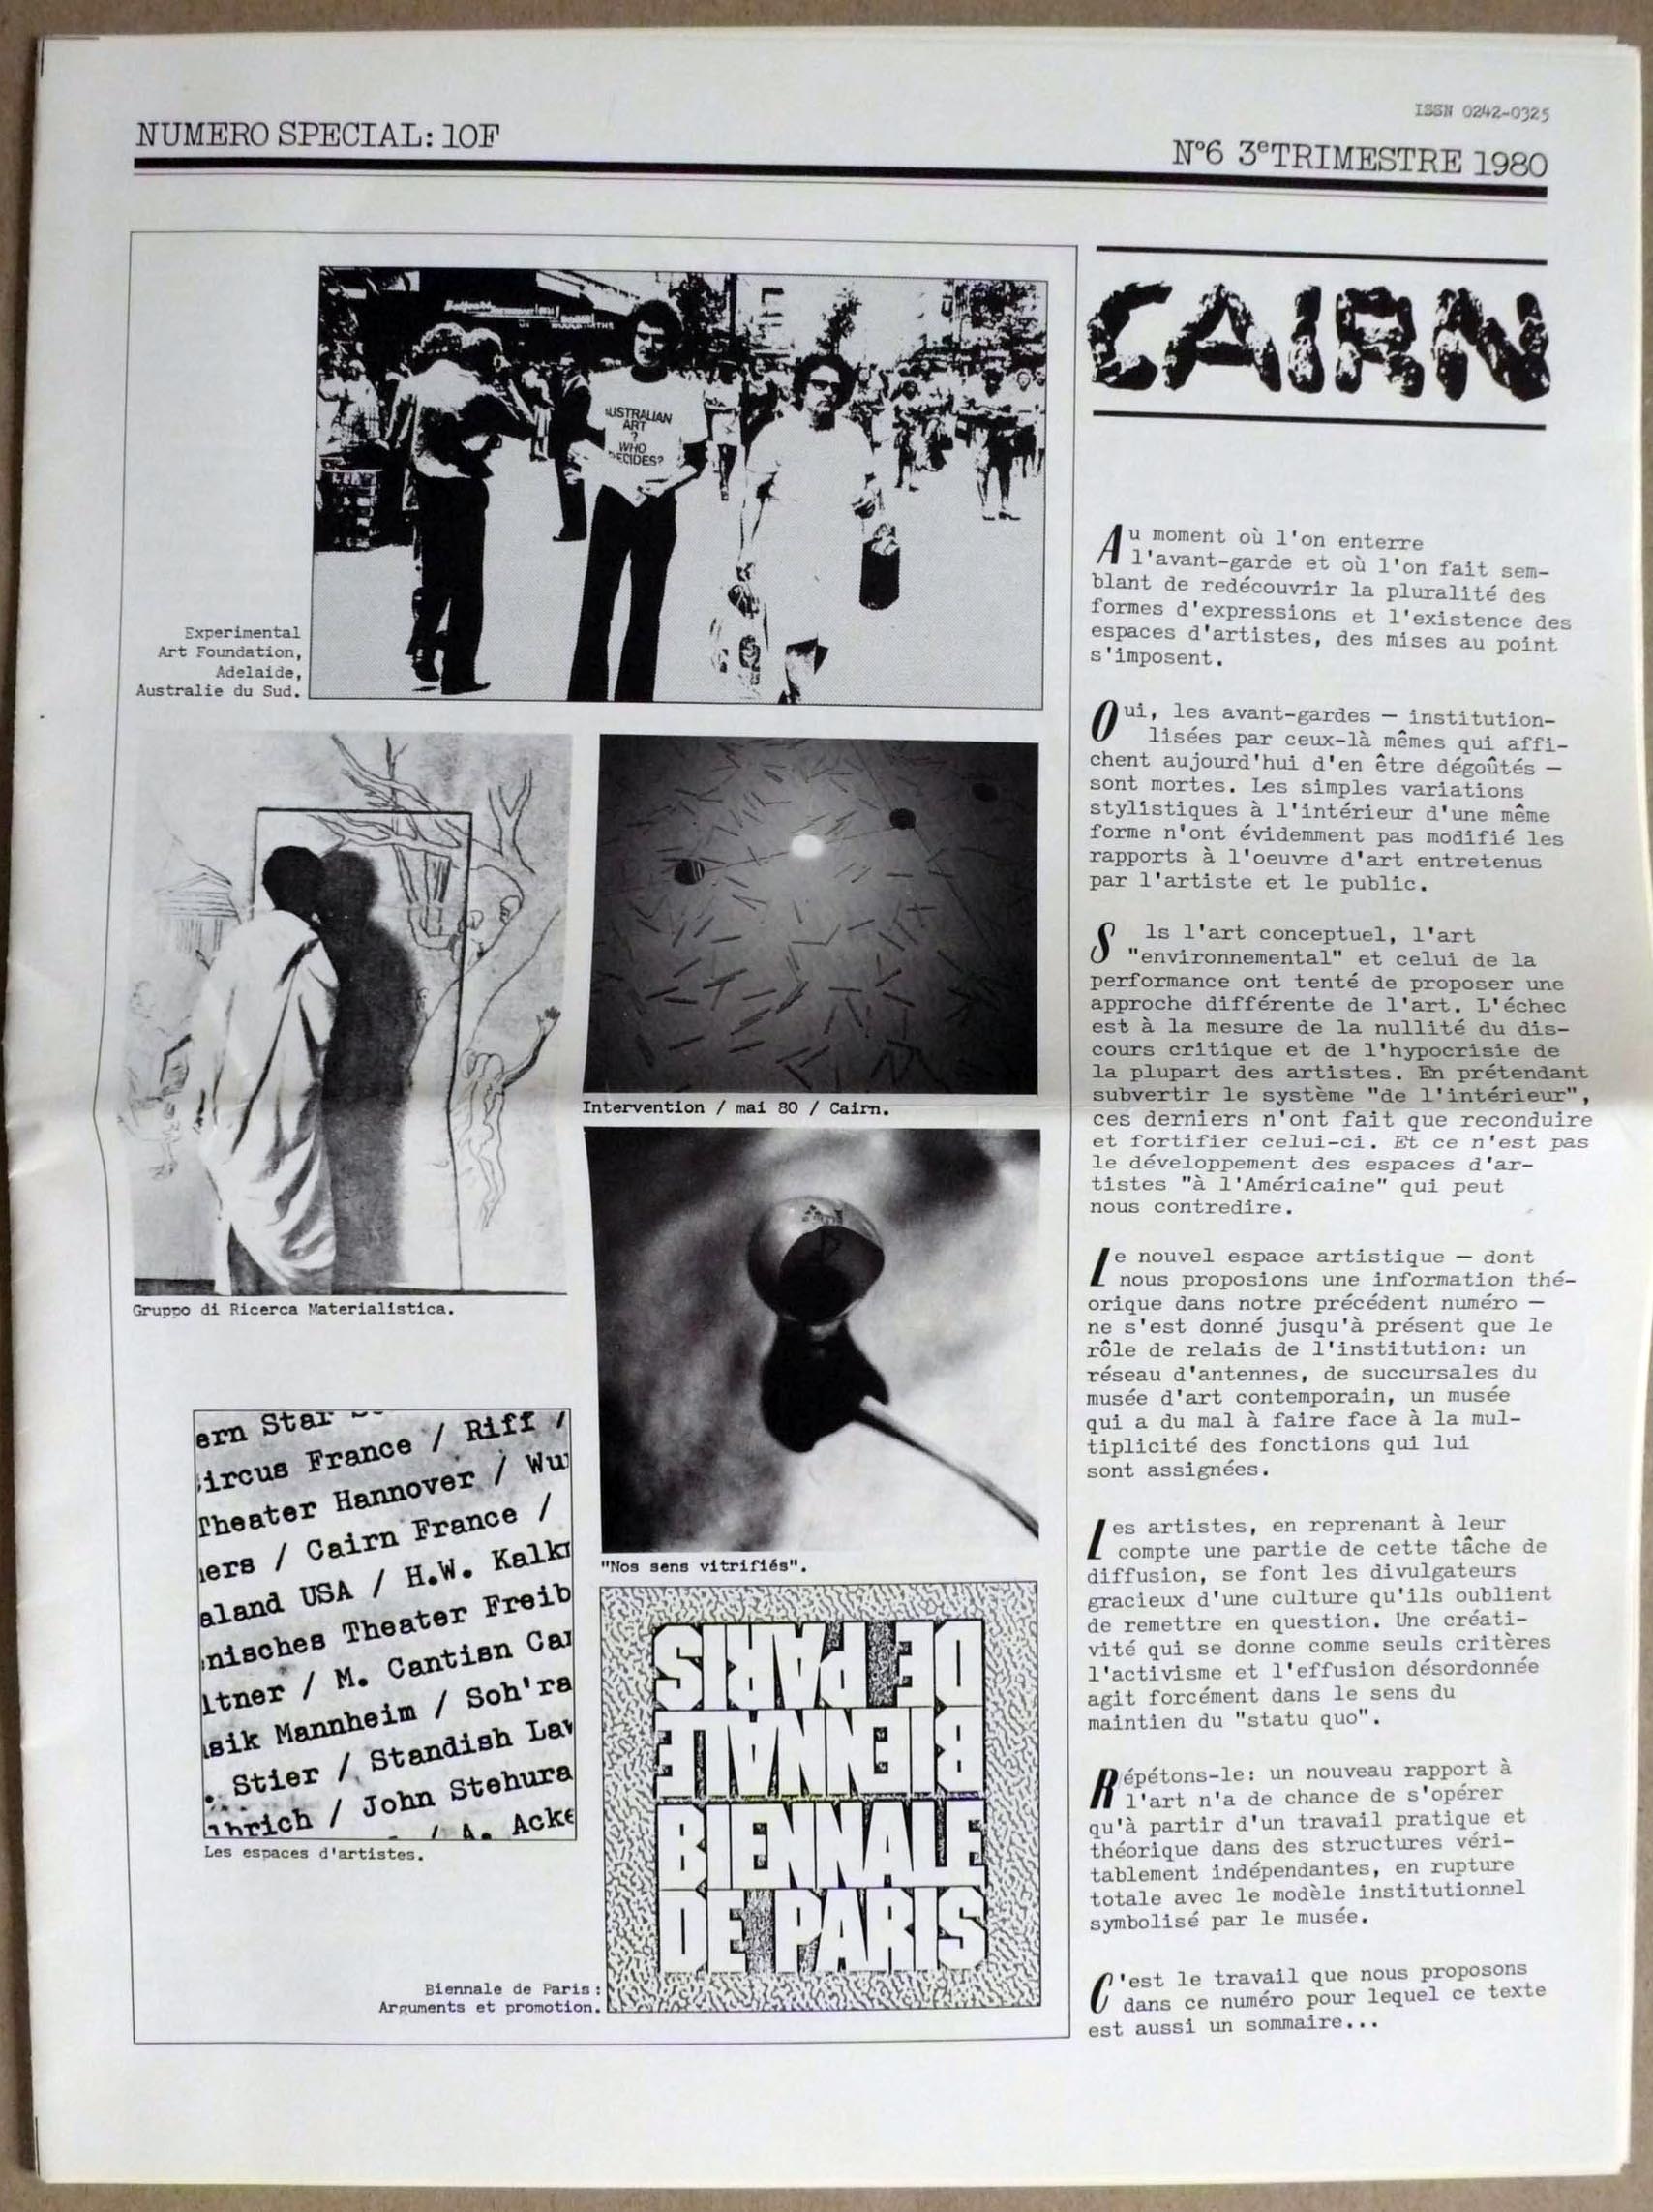 ISSN 0242-0325
NUMERO SPECIAL: 10F
N°6 3eTRIMESTRE 1980
AUSTRALIAN
ART
?
WHO
DECIDES?
Experimental
Art Foundation,
Adelaide,
Australie du Sud.
Gruppo di Ricerca Materialistica.
Intervention / mai 80 / Cairn.
"Nos sens vitrifiés".
ern Star
ircus France / Riff /
Theater Hannover / Wu
ers / Cairn France /
aland USA / H.W. Kalk
nisches Theater Freib
ltner / M. Cantian Ca
sik Mannheim / Soh'ra
. Stier / Standish Law
lbrich / John Stehura
/ A. Acke
Les espaces d'artistes.
DE PARIS
BIENNALE
BIENNALE
DE PARIS
Biennale de Paris:
Arguments et promotion.
CAIRN
Au moment où l'on enterre
l'avant-garde et où l'on fait sem-
blant de redécouvrir la pluralité des
formes d'expressions et l'existence des
espaces d'artistes, des mises au point
s'imposent.
Oui, les avant-gardes — institution-
lisées par ceux-là mêmes qui affi-
chent aujourd'hui d'en être dégoûtés —
sont mortes. Les simples variations
stylistiques à l'intérieur d'une même
forme n'ont évidemment pas modifié les
rapports à l'oeuvre d'art entretenus
par l'artiste et le public.
S ls l'art conceptuel, l'art
"environnemental" et celui de la
performance ont tenté de proposer une
approche différente de l'art. L'échec
est à la mesure de la nullité du dis-
cours critique et de l'hypocrisie de
la plupart des artistes. En prétendant
subvertir le système "de l'intérieur",
ces derniers n'ont fait que reconduire
et fortifier celui-ci. Et ce n'est pas
le développement des espaces d'ar-
tistes "à l'Américaine" qui peut
nous contredire.
Le nouvel espace artistique — dont
nous proposions une information thé-
orique dans notre précédent numéro —
ne s'est donné jusqu'à présent que le
rôle de relais de l'institution: un
réseau d'antennes, de succursales du
musée d'art contemporain, un musée
qui a du mal à faire face à la mul-
tiplicité des fonctions qui lui
sont assignées.
Les artistes, en reprenant à leur
compte une partie de cette tâche de
diffusion, se font les divulgateurs
gracieux d'une culture qu'ils oublient
de remettre en question. Une créati-
vité qui se donne comme seuls critères
l'activisme et l'effusion désordonnée
agit forcément dans le sens du
maintien du "statu quo".
Répétons-le: un nouveau rapport à
l'art n'a de chance de s'opérer
qu'à partir d'un travail pratique et
théorique dans des structures véri-
tablement indépendantes, en rupture
totale avec le modèle institutionnel
symbolisé par le musée.
C'est le travail que nous proposons
dans ce numéro pour lequel ce texte
est aussi un sommaire...